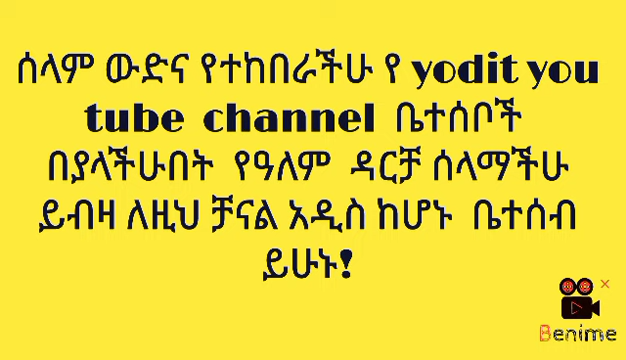 ሰላም ውድና የተከበራችሁ የ yodit you
tube channel ቤተሰቦች
በያላችሁበት የዓለም ዳርቻ ሰላማችሁ
ይብዛ ለዚህ ቻናል አዲስ ከሆኑ ቤተሰብ
ይሁኑ!
Benime